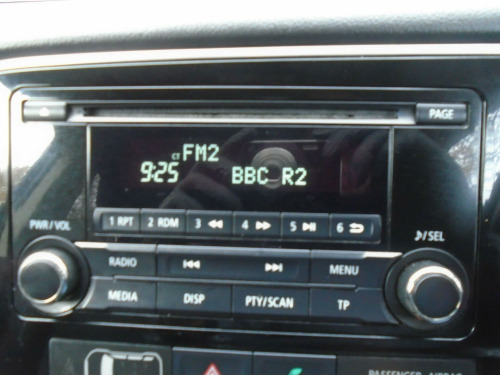 PAGE
CT FM2
9:25 BBC R2
1 RPT 2 RDM 3 4 5 6
PWR/VOL ♪/SEL
RADIO MENU
MEDIA DISP PTY/SCAN TP
PASSENGER AIRBAG